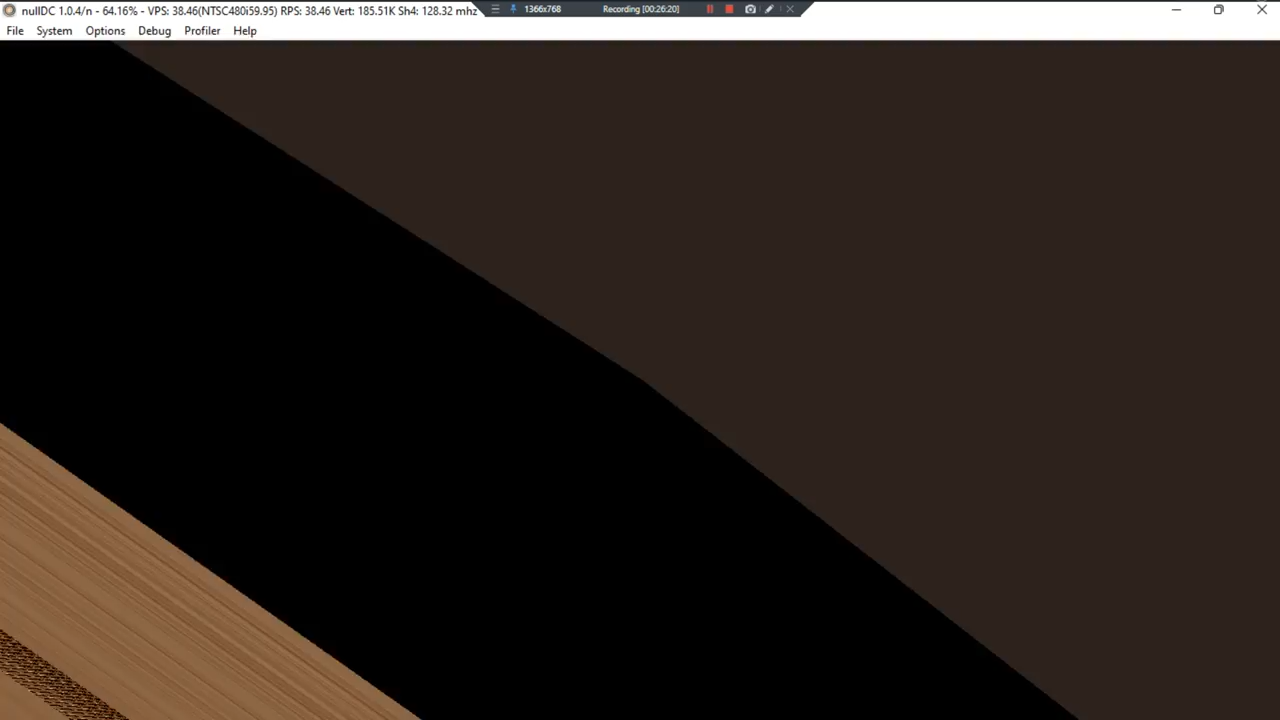 nullDC 1.0.4/n - 64.16% - VPS: 38.46(NTSC480i59.95) RPS: 38.46 Vert: 185.51K Sh4: 128.32 mhz
1366x768 Recording [00:26:20]
File System Options Debug Profiler Help